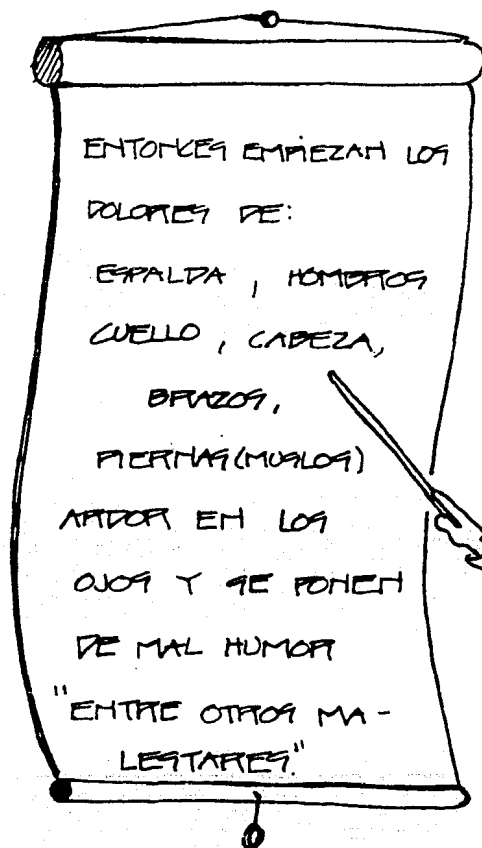 ENTONCES EMPIEZAN LOS
DOLORES DE:
ESPALDA, HOMBROS
CUELLO, CABEZA,
BRAZOS,
PIERNAS (MUSLOS)
ARDOR EN LOS
OJOS Y SE PONEN
DE MAL HUMOR
"ENTRE OTROS MA-
LESTARES."